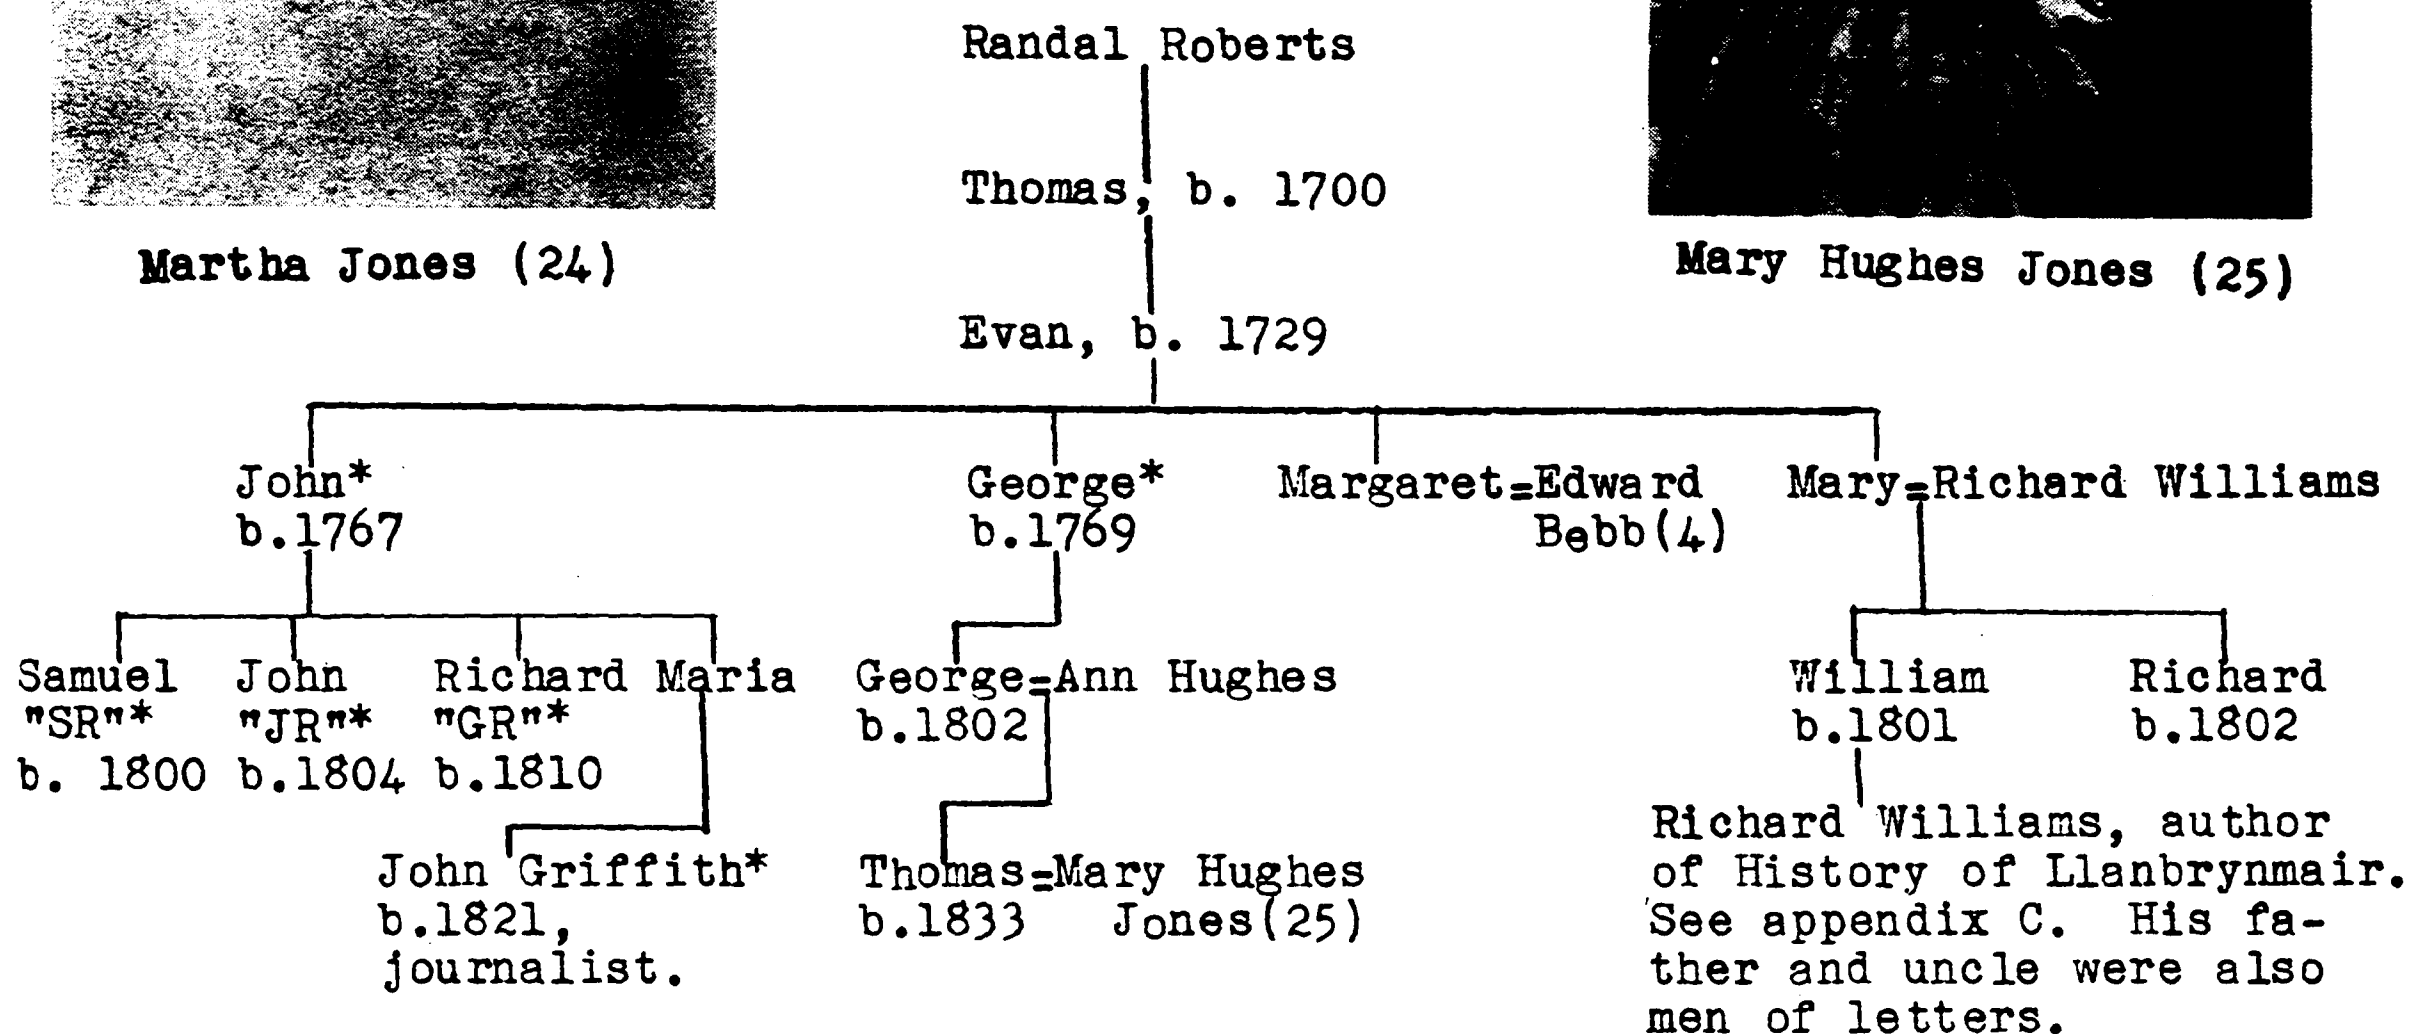 Randal Roberts
Thomas, b. 1700
Martha Jones (24)
Mary Hughes Jones (25)
Evan, b. 1729
John*
b.1767
George*
b.1769
Margaret=Edward
Bebb(4)
Mary=Richard Williams
Samuel
"SR"*
b. 1800
John
"JR"*
b.1804
Richard
"GR"*
b.1810
Maria
George=Ann Hughes
b.1802
William
b.1801
Richard
b.1802
John Griffith*
b.1821,
journalist.
Thomas=Mary Hughes
b.1833 Jones(25)
Richard Williams, author
of History of Llanbrynmair.
See appendix C. His fa-
ther and uncle were also
men of letters.